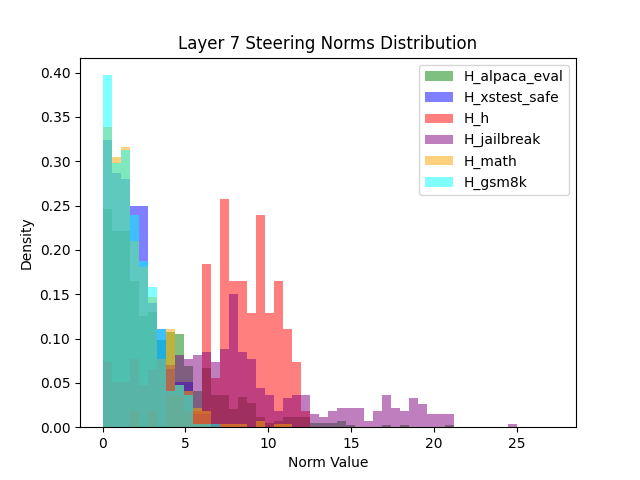 Layer 7 Steering Norms Distribution
H_alpaca_eval
H_xstest_safe
H_h
H_jailbreak
H_math
H_gsm8k
0.40
0.35
0.30
0.25
0.20
0.15
0.10
0.05
0.00
Density
0 5 10 15 20 25
Norm Value